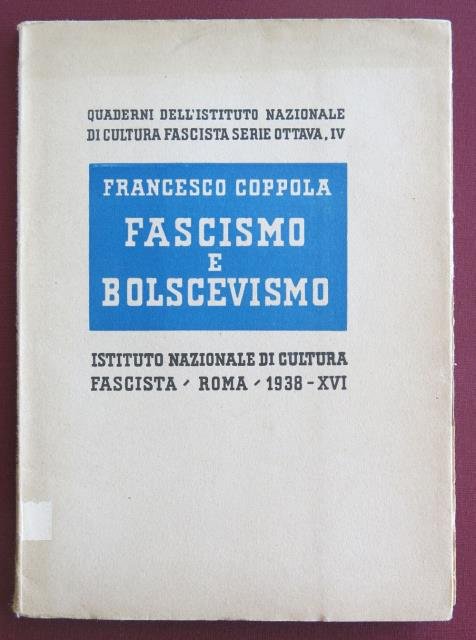 QUADERNI DELL'ISTITUTO NAZIONALE
DI CULTURA FASCISTA SERIE OTTAVA, IV
FRANCESCO COPPOLA
FASCISMO
E
BOLSCEVISMO
ISTITUTO NAZIONALE DI CULTURA
FASCISTA - ROMA - 1938 - XVI